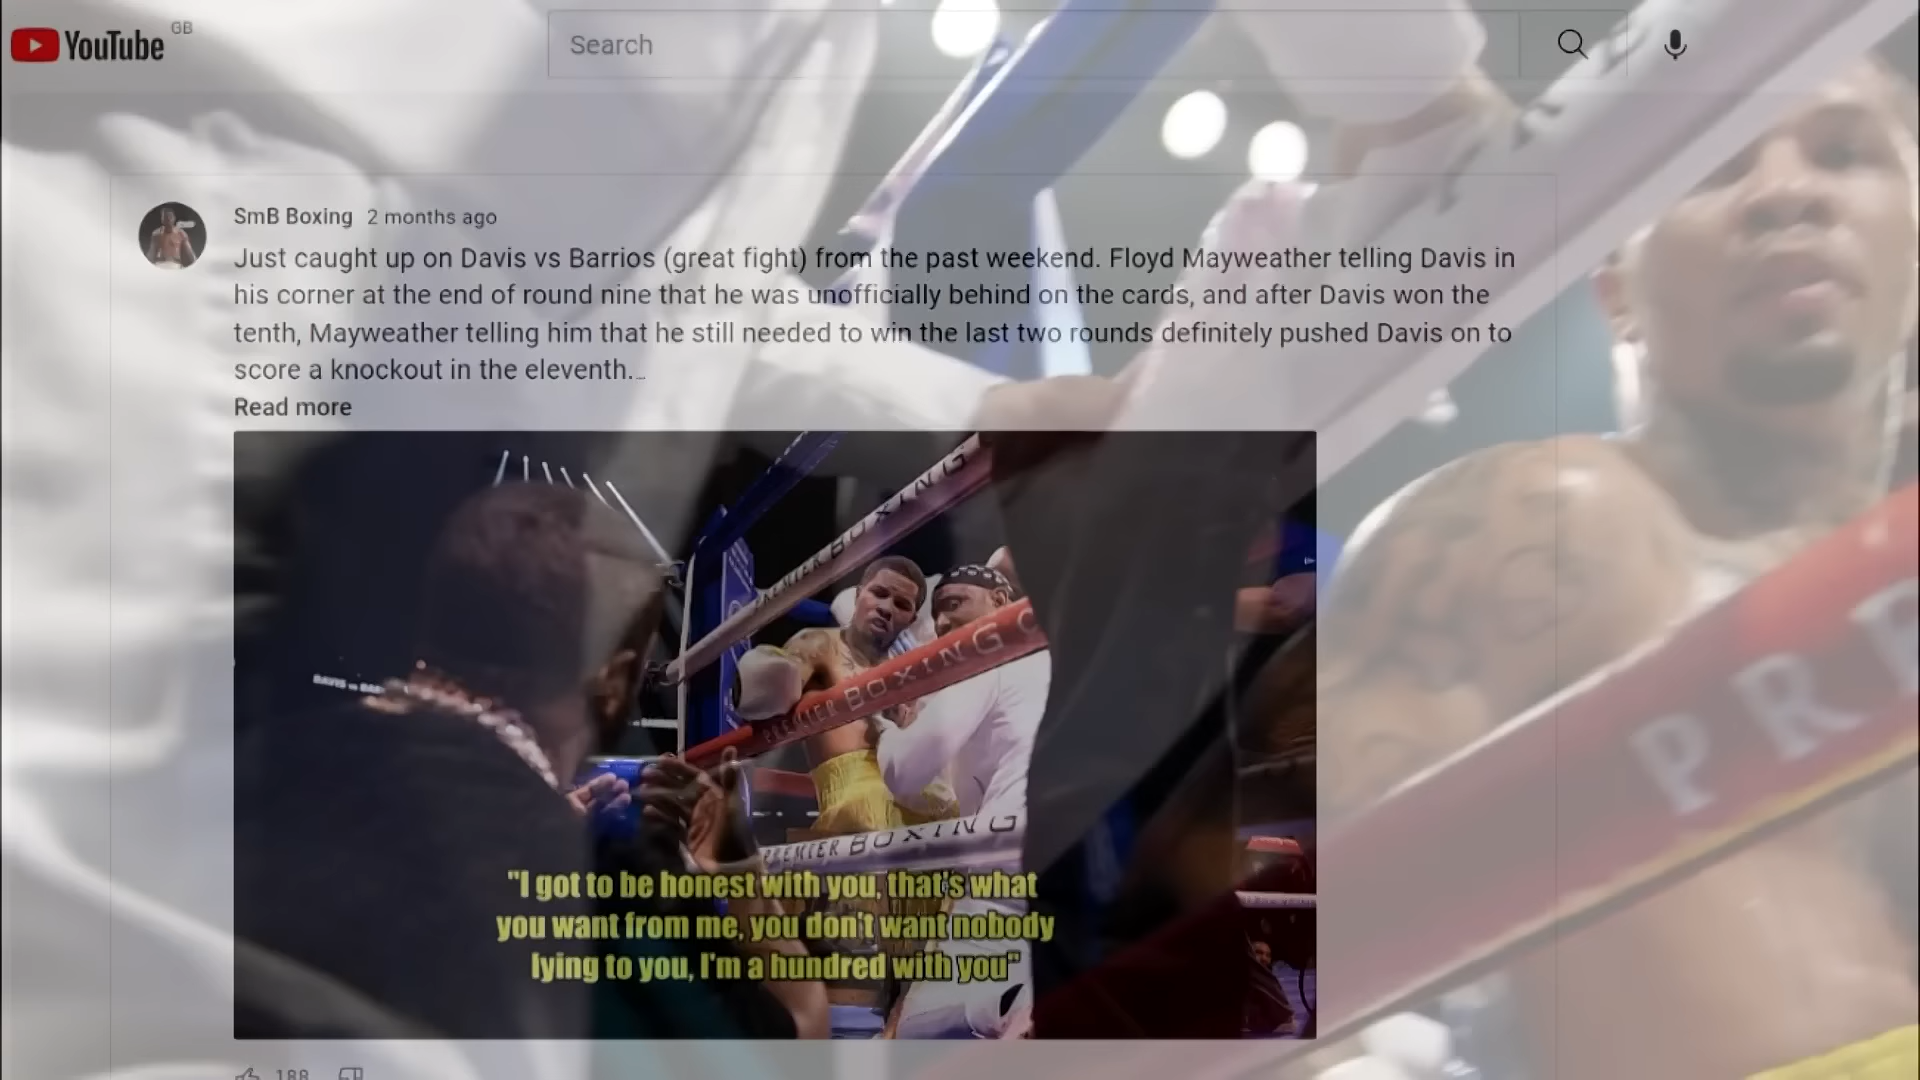 YouTube GB
Search
SmB Boxing 2 months ago
Just caught up on Davis vs Barrios (great fight) from the past weekend. Floyd Mayweather telling Davis in
his corner at the end of round nine that he was unofficially behind on the cards, and after Davis won the
tenth, Mayweather telling him that he still needed to win the last two rounds definitely pushed Davis on to
score a knockout in the eleventh...
Read more
PREMIER BOXING
PREMIER BOXING C
PREMIER BOXING
DAVIS vs BAR
PRE
"I got to be honest with you, that's what
you want from me, you don't want nobody
lying to you, I'm a hundred with you"
188